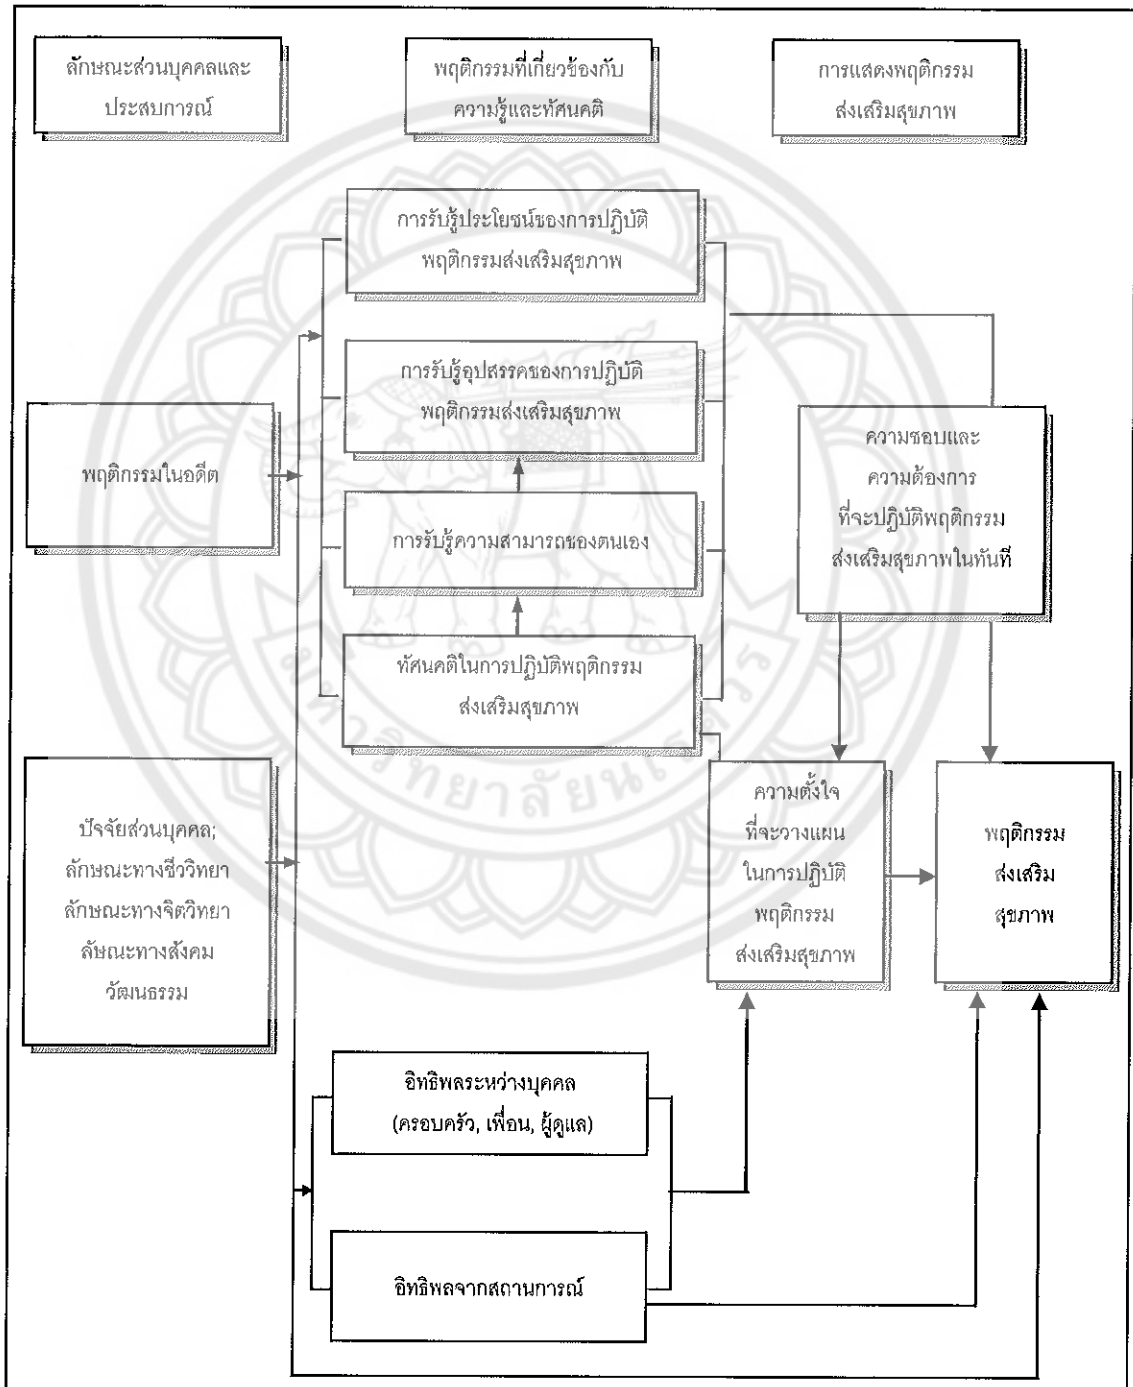 ลักษณะส่วนบุคคลและ
ประสบการณ์
พฤติกรรมที่เกี่ยวข้องกับ
ความรู้และทัศนคติ
การแสดงพฤติกรรม
ส่งเสริมสุขภาพ
การรับรู้ประโยชน์ของการปฏิบัติ
พฤติกรรมส่งเสริมสุขภาพ
การรับรู้อุปสรรคของการปฏิบัติ
พฤติกรรมส่งเสริมสุขภาพ
พฤติกรรมในอดีต
การรับรู้ความสามารถของตนเอง
ความชอบและ
ความต้องการ
ที่จะปฏิบัติพฤติกรรม
ส่งเสริมสุขภาพในทันที
ทัศนคติในการปฏิบัติพฤติกรรม
ส่งเสริมสุขภาพ
มหาวิทยาลัยนเรศวร
ปัจจัยส่วนบุคคล;
ลักษณะทางชีววิทยา
ลักษณะทางจิตวิทยา
ลัษณะทางสังคม
วัฒนธรรม
ความตั้งใจ
ที่จะวางแผน
ในการปฏิบัติ
พฤติกรรม
ส่งเสริมสุขภาพ
พฤติกรรม
ส่งเสริม
สุขภาพ
อิทธิพลระหว่างบุคคล
(ครอบครัว, เพื่อน, ผู้ดูแล)
อิทธิพลจากสถานการณ์